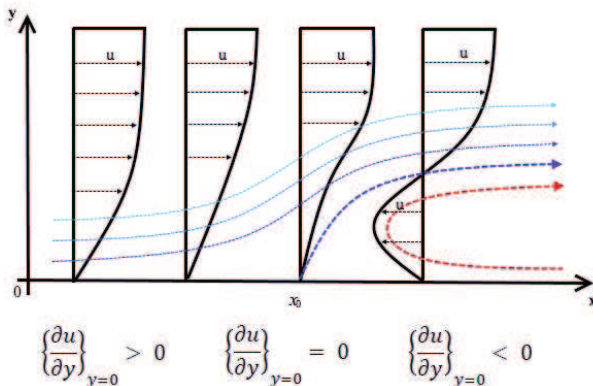 y
u u u u
u
0 x₀ x
{∂u/∂y}_{y=0} > 0 {∂u/∂y}_{y=0} = 0 {∂u/∂y}_{y=0} < 0